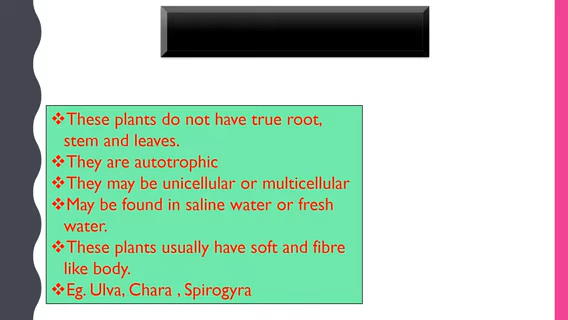 ❖These plants do not have true root,
stem and leaves.
❖They are autotrophic
❖They may be unicellular or multicellular
❖May be found in saline water or fresh
water.
❖These plants usually have soft and fibre
like body.
❖Eg. Ulva, Chara , Spirogyra